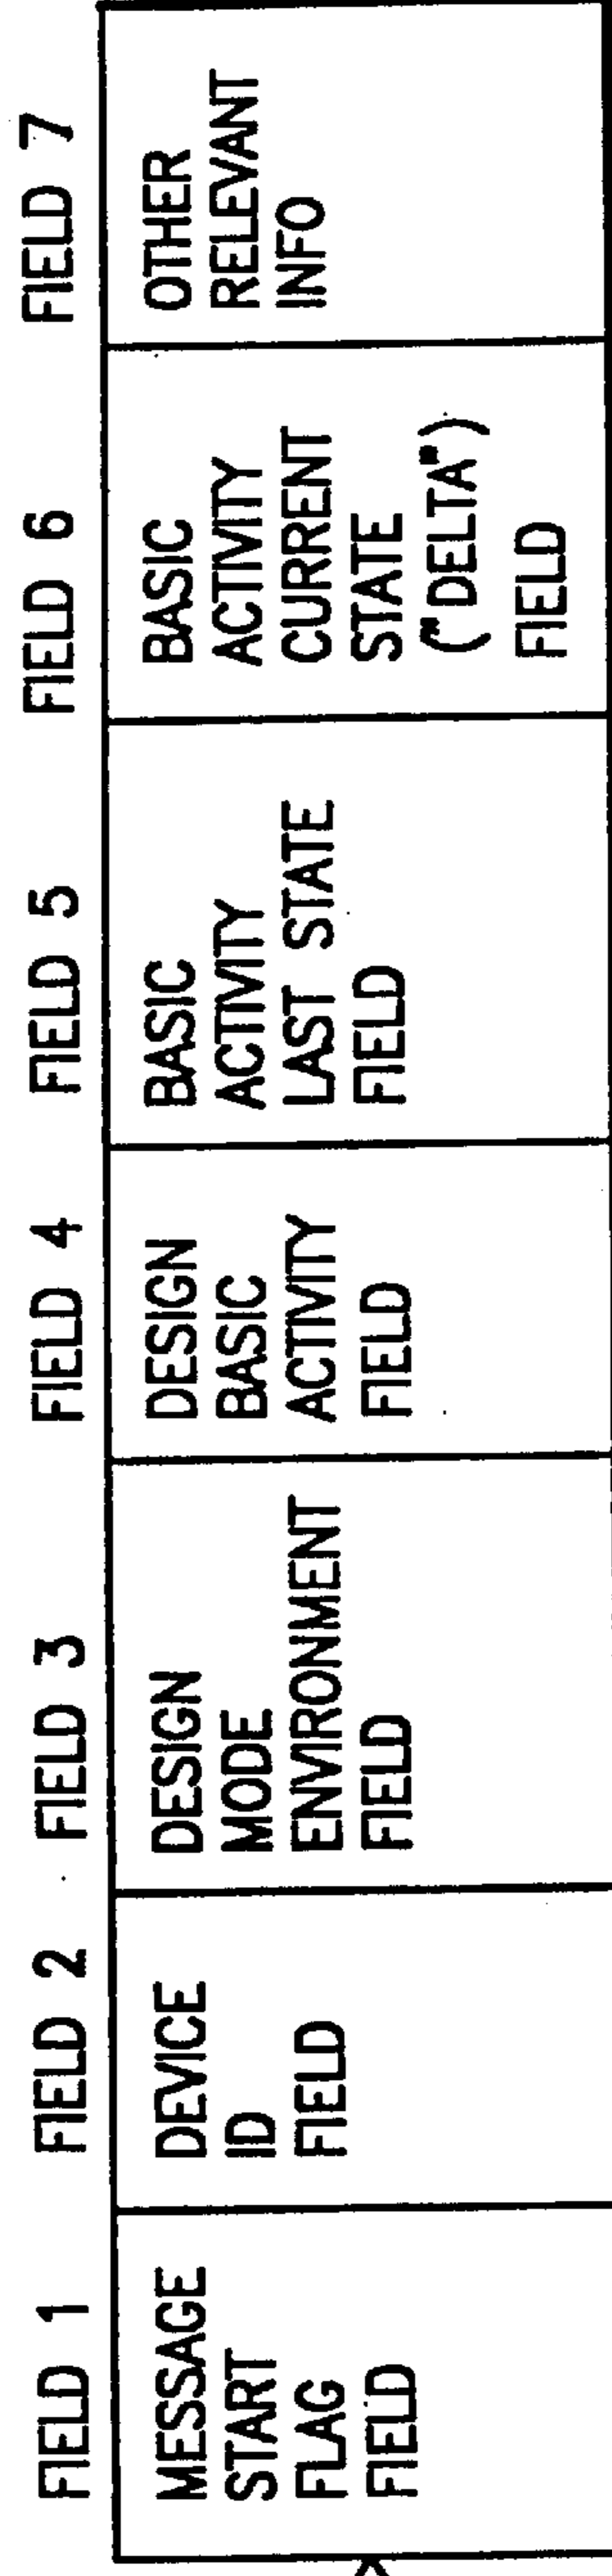 FIELD 1
FIELD 2
FIELD 3
FIELD 4
FIELD 5
FIELD 6
FIELD 7
MESSAGE
START
FLAG
FIELD
DEVICE
ID
FIELD
DESIGN
MODE
ENVIRONMENT
FIELD
DESIGN
BASIC
ACTIVITY
FIELD
BASIC
ACTIVITY
LAST STATE
FIELD
BASIC
ACTIVITY
CURRENT
STATE
("DELTA")
FIELD
OTHER
RELEVANT
INFO